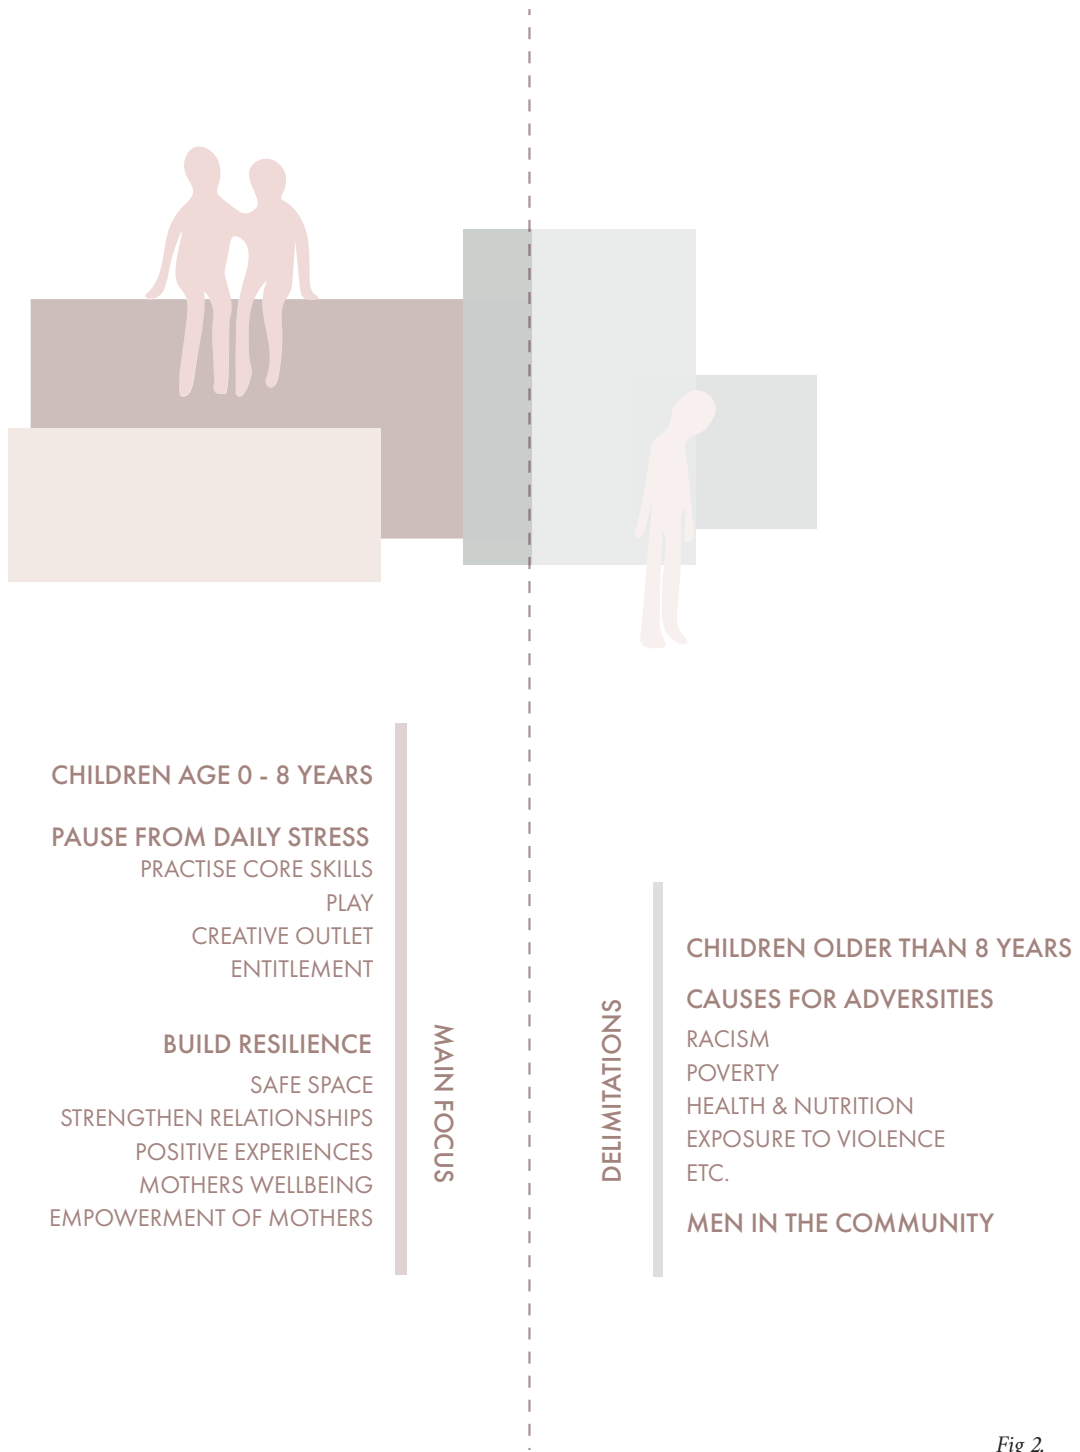 CHILDREN AGE 0 - 8 YEARS
PAUSE FROM DAILY STRESS
PRACTISE CORE SKILLS
PLAY
CREATIVE OUTLET
ENTITLEMENT
BUILD RESILIENCE
SAFE SPACE
STRENGTHEN RELATIONSHIPS
POSITIVE EXPERIENCES
MOTHERS WELLBEING
EMPOWERMENT OF MOTHERS
MAIN FOCUS
DELIMITATIONS
CHILDREN OLDER THAN 8 YEARS
CAUSES FOR ADVERSITIES
RACISM
POVERTY
HEALTH & NUTRITION
EXPOSURE TO VIOLENCE
ETC.
MEN IN THE COMMUNITY
Fig 2.